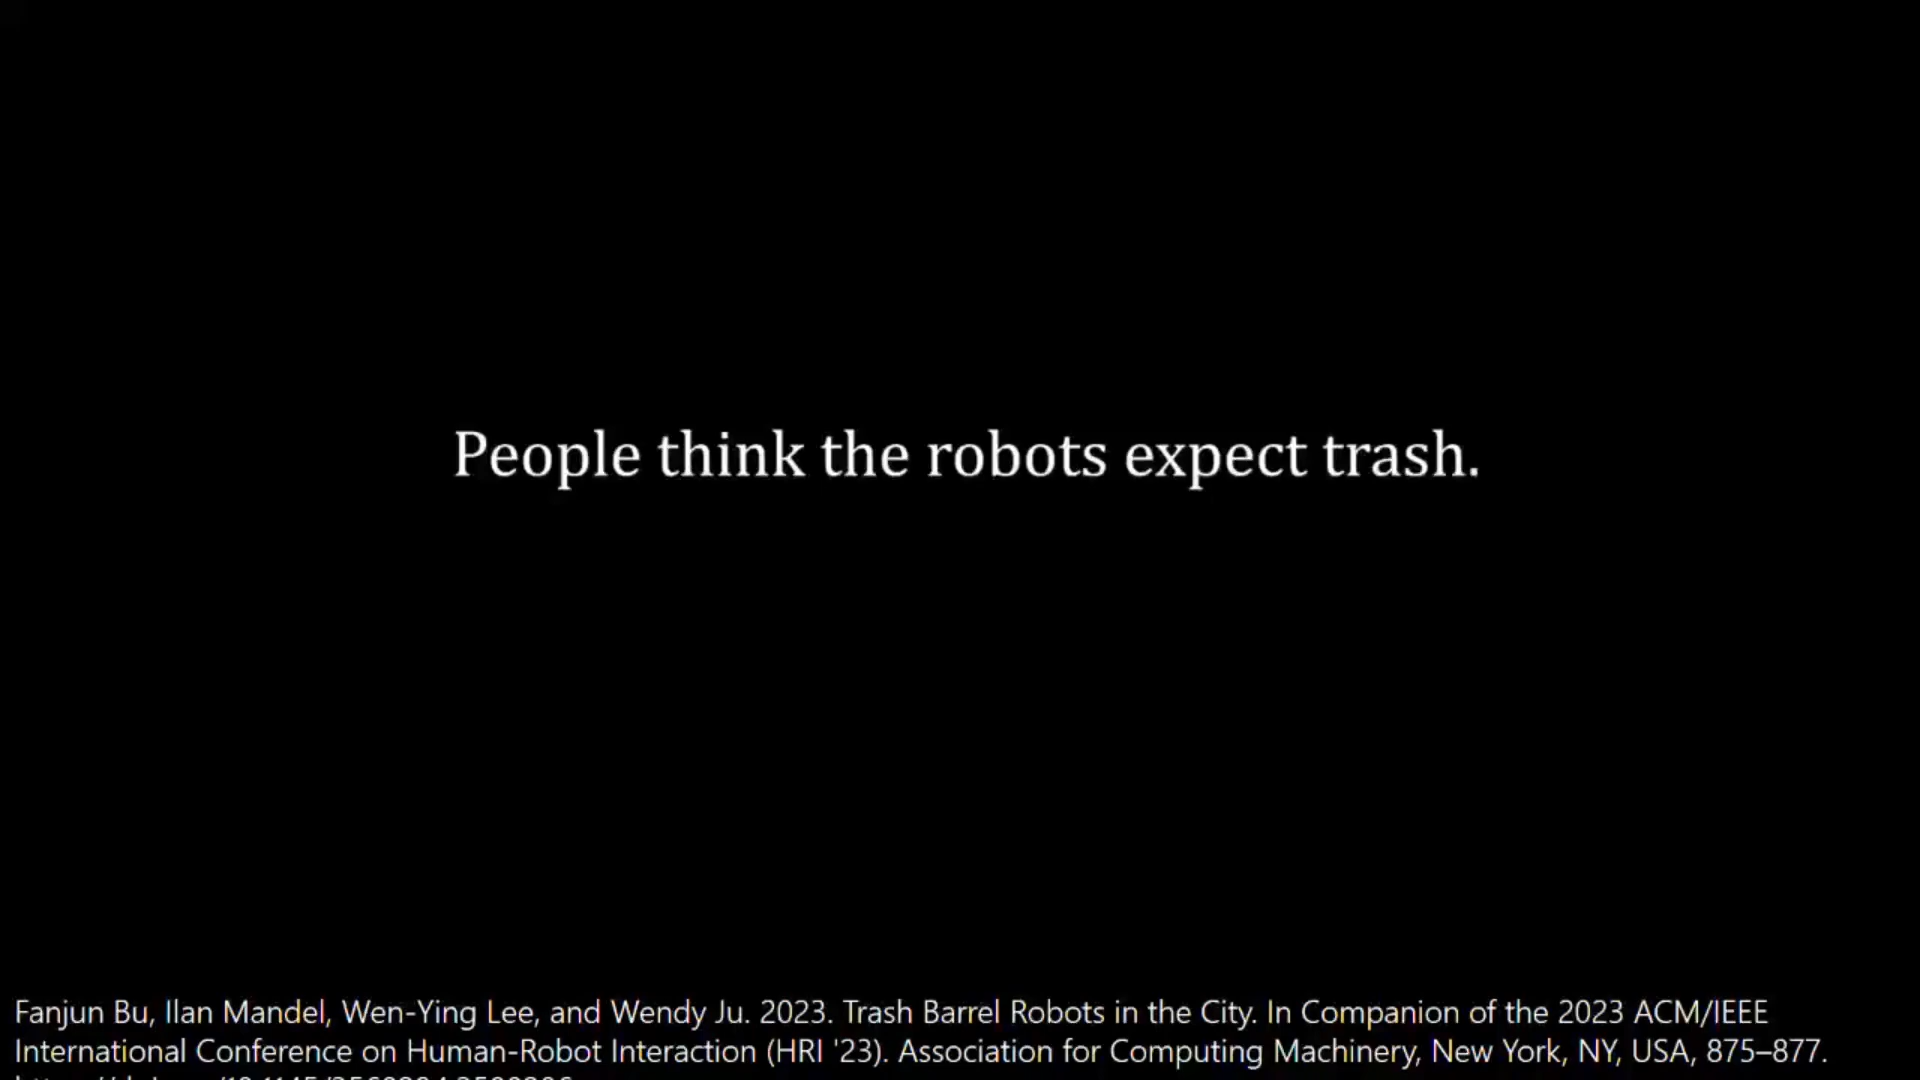 People think the robots expect trash.
Fanjun Bu, Ilan Mandel, Wen-Ying Lee, and Wendy Ju. 2023. Trash Barrel Robots in the City. In Companion of the 2023 ACM/IEEE
International Conference on Human-Robot Interaction (HRI '23). Association for Computing Machinery, New York, NY, USA, 875–877.